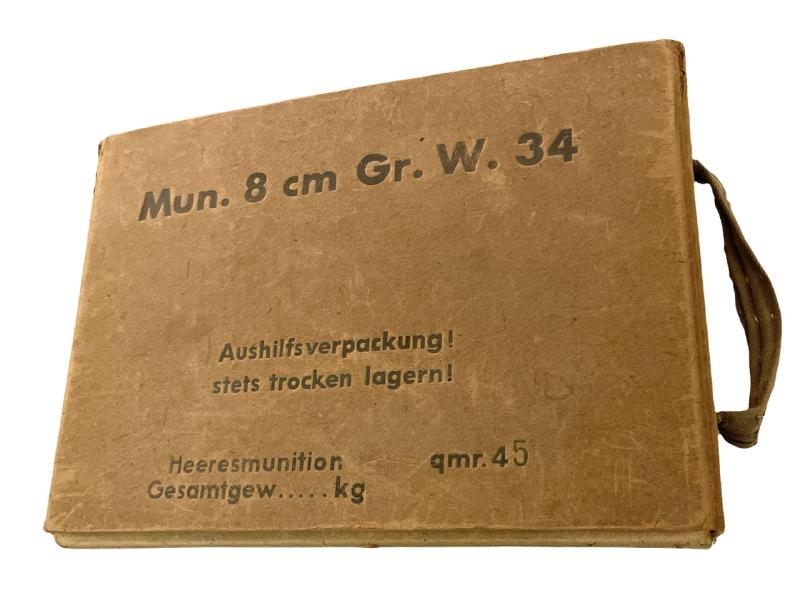 Mun. 8 cm Gr. W. 34
Aushilfsverpackung!
stets trocken lagern!
Heeresmunition qmr. 45
Gesamtgew.....kg